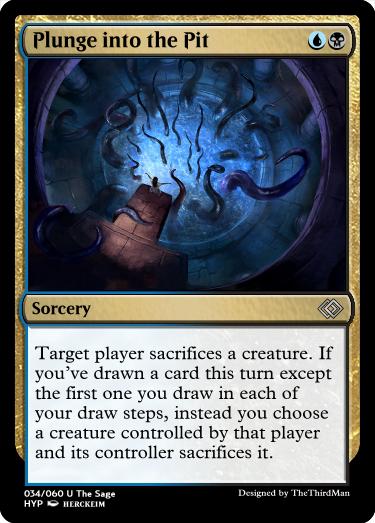 Plunge into the Pit
Sorcery
Target player sacrifices a creature. If
you've drawn a card this turn except
the first one you draw in each of
your draw steps, instead you choose
a creature controlled by that player
and its controller sacrifices it.
034/060 U The Sage
Designed by TheThirdMan
HYP HERCKEIM